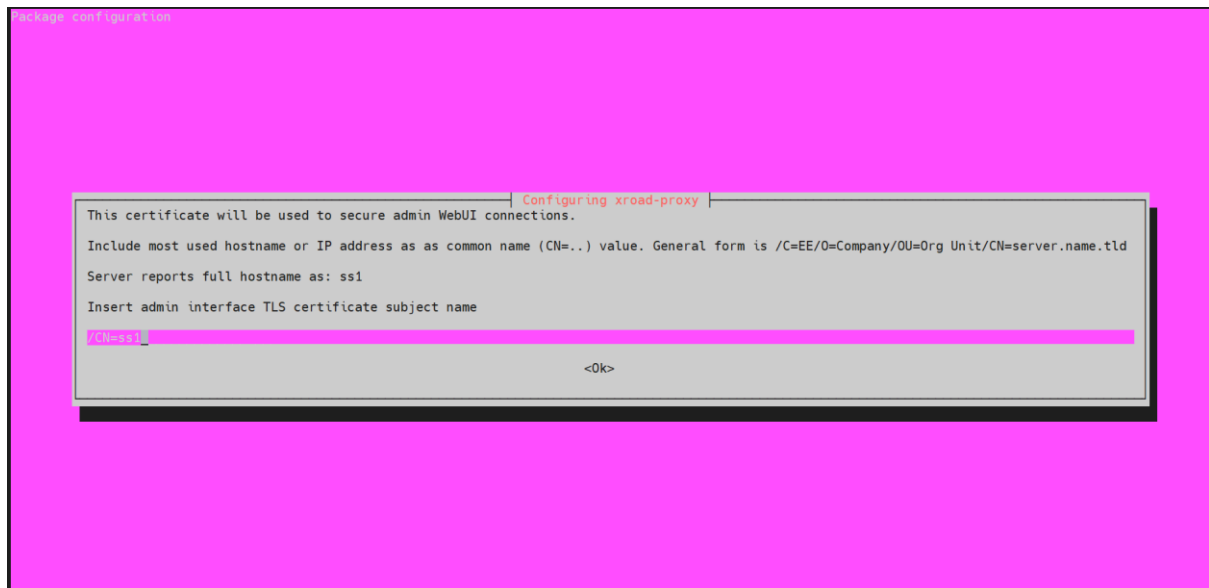 Package configuration
Configuring xroad-proxy
This certificate will be used to secure admin WebUI connections.
Include most used hostname or IP address as as common name (CN=..) value. General form is /C=EE/O=Company/OU=Org Unit/CN=server.name.tld
Server reports full hostname as: ss1
Insert admin interface TLS certificate subject name
/CN=ss1
<Ok>